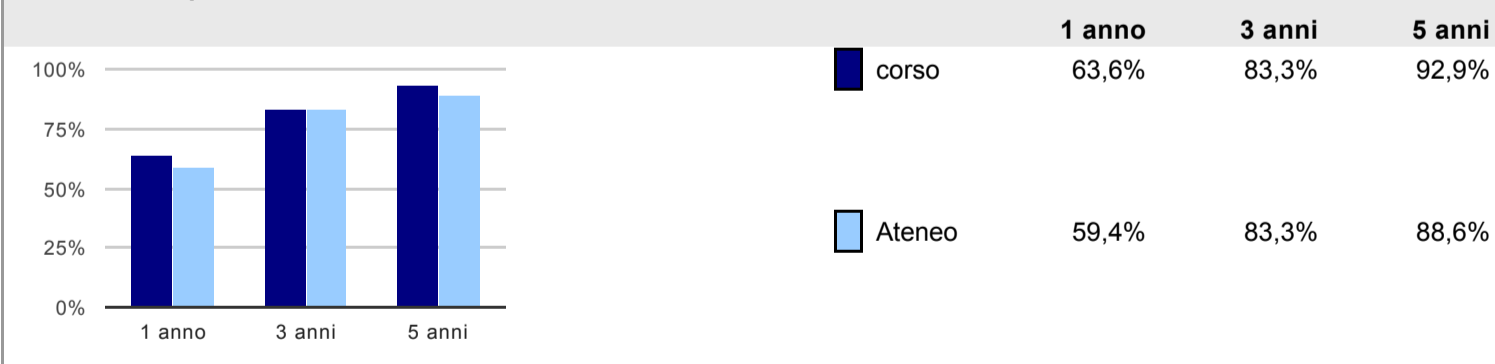 1 anno 3 anni 5 anni
corso 63,6% 83,3% 92,9%
Ateneo 59,4% 83,3% 88,6%
100%
75%
50%
25%
0%
1 anno 3 anni 5 anni